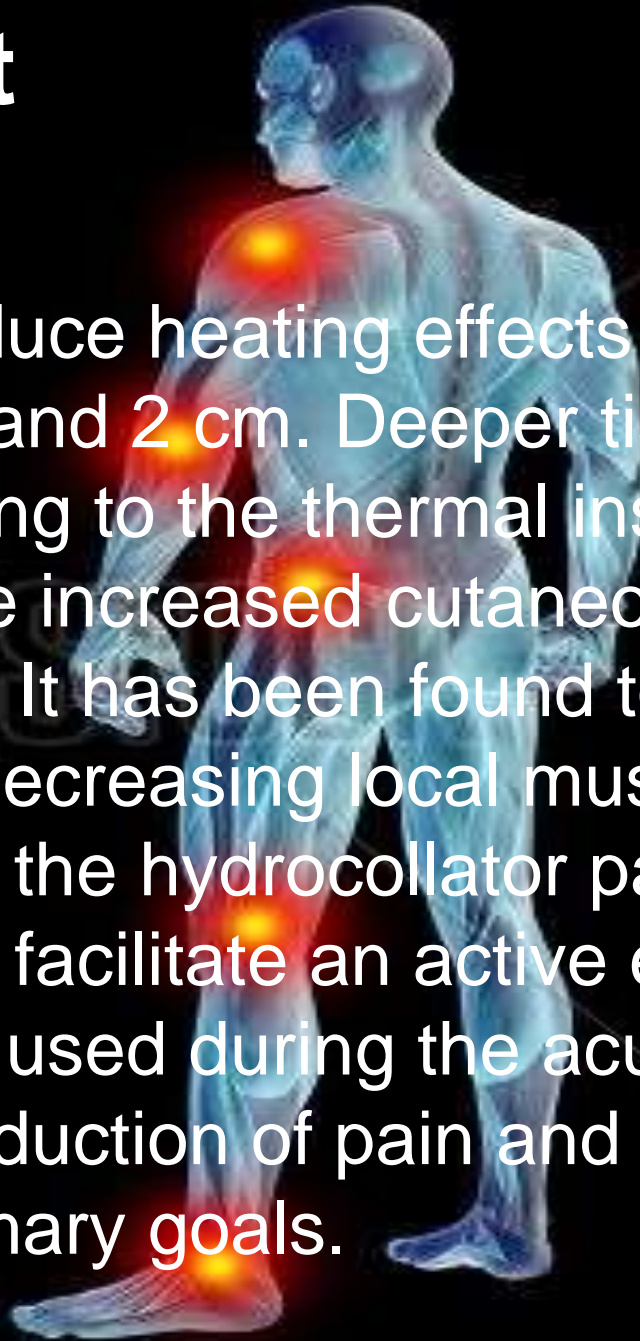 t
luce heating effects
and 2 cm. Deeper ti
ng to the thermal ins
e increased cutaneo
It has been found t
ecreasing local mus
the hydrocollator pa
facilitate an active e
used during the acu
duction of pain and
nary goals.